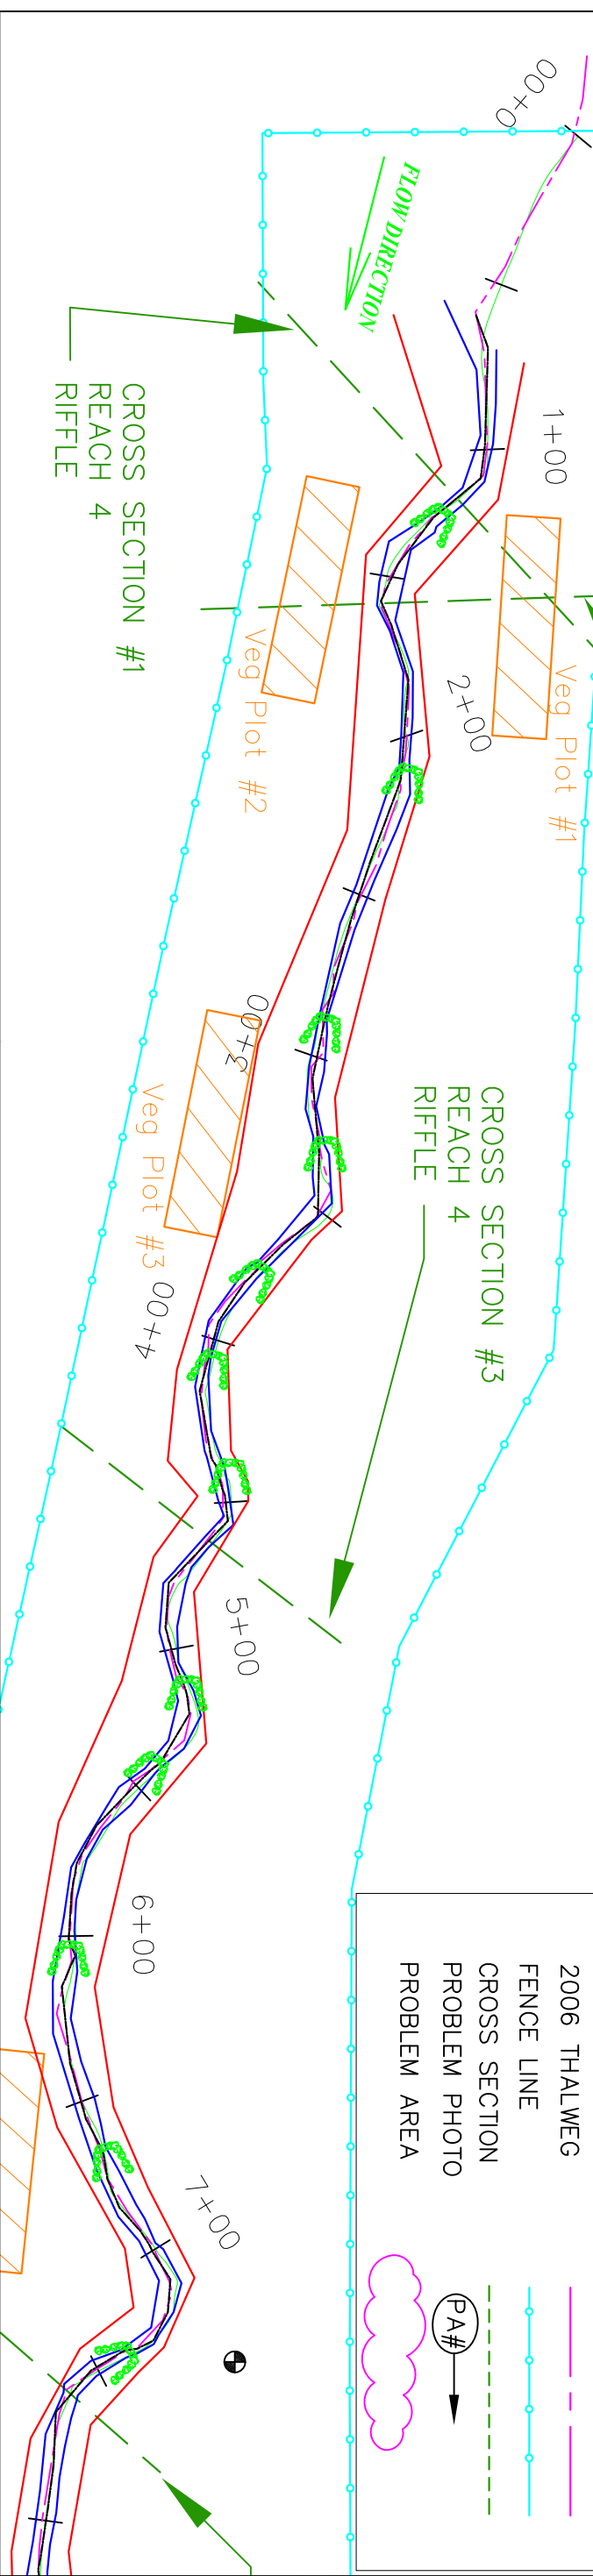 0+00
FLOW DIRECTION
1+00
CROSS SECTION #1
REACH 4
RIFFLE
Veg Plot #1
2+00
Veg Plot #2
3+00
Veg Plot #3
CROSS SECTION #3
REACH 4
RIFFLE
4+00
5+00
6+00
7+00
2006 THALWEG
FENCE LINE
CROSS SECTION
PROBLEM PHOTO
PA#
PROBLEM AREA